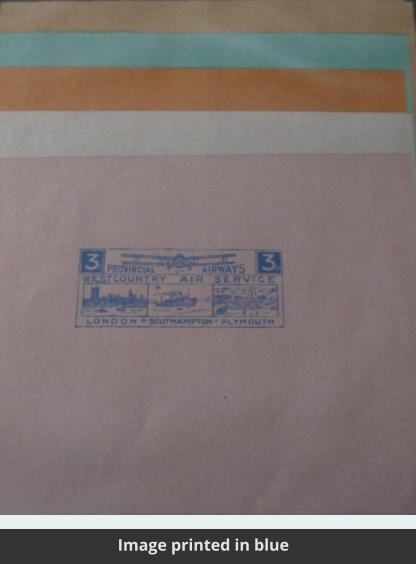 3 PROVINCIAL AIRWAYS 3
WESTCOUNTRY AIR SERVICE
LONDON - SOUTHAMPTON - PLYMOUTH
Image printed in blue